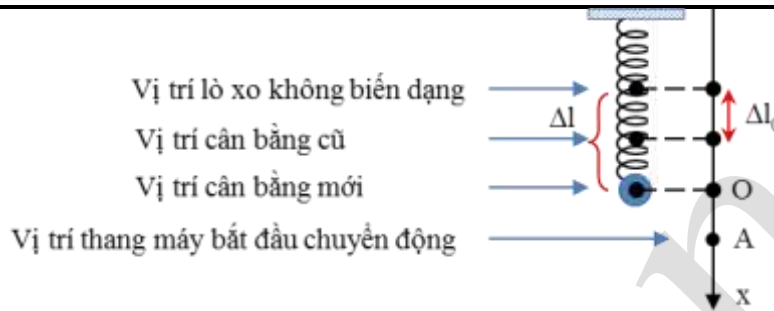 Vị trí lò xo không biến dạng
Δl
Δl₀
Vị trí cân bằng cũ
Vị trí cân bằng mới
O
Vị trí thang máy bắt đầu chuyển động
A
x